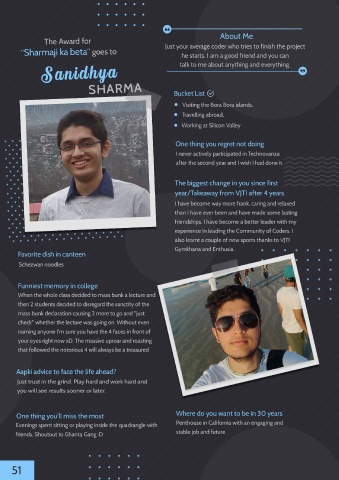 The Award for
"Sharmaji ka beta" goes to
Sanidhya
SHARMA
About Me
Just your average coder who tries to finish the project
he starts. I am a good friend and you can
talk to me about anything and everything.
Bucket List
Visiting the Bora Bora islands,
Travelling abroad,
Working at Silicon Valley
One thing you regret not doing
I never actively participated in Technovanza
after the second year and I wish I had done it
The biggest change in you since first
year/Takeaway from VJTI after 4 years
I have become way more frank, caring and relaxed
than I have ever been and have made some lasting
friendships. I have become a better leader with my
experience in leading the Community of Coders. I
also learnt a couple of new sports thanks to VJTI
Gymkhana and Enthusia.
Favorite dish in canteen
Schezwan noodles
Funniest memory in college
When the whole class decided to mass bunk a lecture and
then 2 students decided to disregard the sanctity of the
mass bunk declaration causing 2 more to go and "just
check" whether the lecture was going on. Without even
naming anyone I'm sure you have the 4 faces in front of
your eyes right now xD. The massive uproar and roasting
that followed the notorious 4 will always be a treasured
Aapki advice to face the life ahead?
Just trust in the grind. Play hard and work hard and
you will see results sooner or later.
One thing you'll miss the most
Evenings spent sitting or playing inside the quadrangle with
friends. Shoutout to Ghanta Gang :D
Where do you want to be in 30 years
Penthouse in California with an engaging and
stable job and future
51